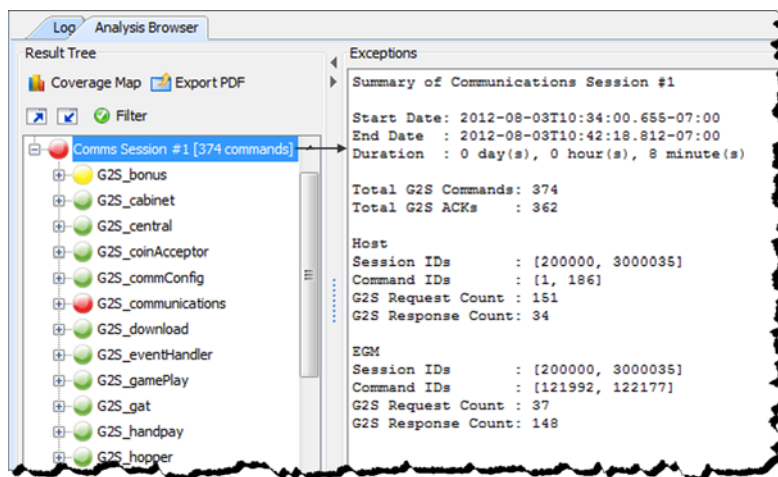 Log
Analysis Browser
Result Tree
Coverage Map
Export PDF
Filter
Comms Session #1 [374 commands]
G2S_bonus
G2S_cabinet
G2S_central
G2S_coinAcceptor
G2S_commConfig
G2S_communications
G2S_download
G2S_eventHandler
G2S_gamePlay
G2S_gat
G2S_handpay
G2S_hopper
Exceptions
Summary of Communications Session #1
Start Date: 2012-08-03T10:34:00.655-07:00
End Date  : 2012-08-03T10:42:18.812-07:00
Duration  : 0 day(s), 0 hour(s), 8 minute(s)
Total G2S Commands: 374
Total G2S ACKs    : 362
Host
Session IDs        : [200000, 3000035]
Command IDs        : [1, 186]
G2S Request Count : 151
G2S Response Count: 34
EGM
Session IDs        : [200000, 3000035]
Command IDs        : [121992, 122177]
G2S Request Count : 37
G2S Response Count: 148